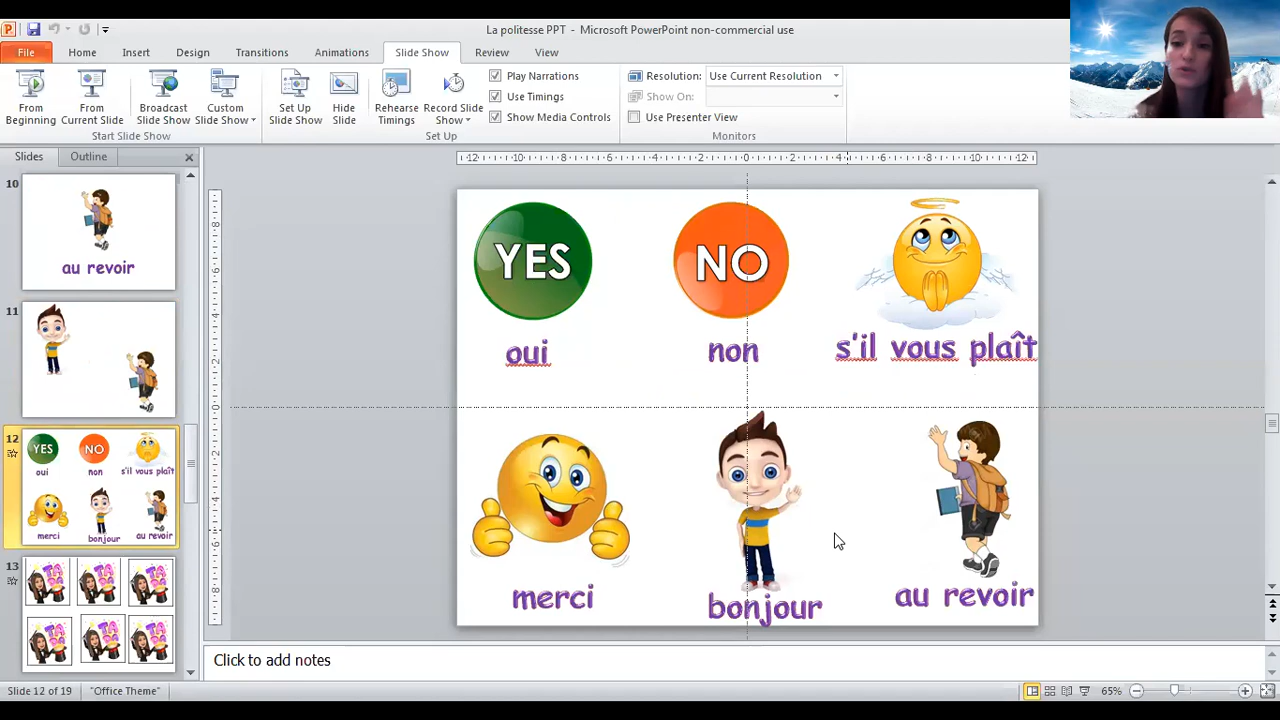 La politesse PPT - Microsoft PowerPoint non-commercial use
File Home Insert Design Transitions Animations Slide Show Review View
From Beginning
From Current Slide
Broadcast Slide Show
Custom Slide Show
Start Slide Show
Set Up Slide Show
Hide Slide
Rehearse Timings
Record Slide Show
Play Narrations
Use Timings
Show Media Controls
Set Up
Resolution: Use Current Resolution
Show On:
Use Presenter View
Monitors
Slides Outline
10
au revoir
11
12
YES NO
oui non s'il vous plaît
merci bonjour au revoir
13
YES NO
oui non s'il vous plaît
merci bonjour au revoir
Click to add notes
Slide 12 of 19 "Office Theme" 65%